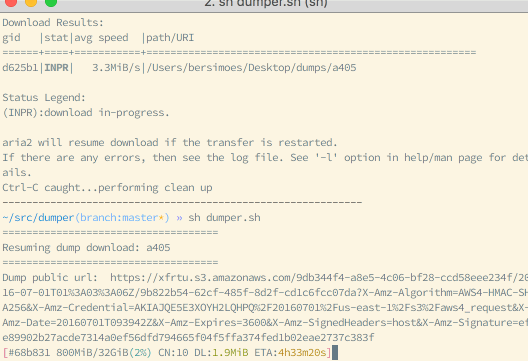 2. sh dumper.sh (sh)
Download Results:
gid   |stat|avg speed  |path/URI
======+====+===========+=======================================================
d625b1|INPR|   3.3MiB/s|/Users/bersimoes/Desktop/dumps/a405
Status Legend:
(INPR):download in-progress.
aria2 will resume download if the transfer is restarted.
If there are any errors, then see the log file. See '-l' option in help/man page for det
ails.
Ctrl-C caught...performing clean up
------------------------------------------------------------
~/src/dumper(branch:master*) » sh dumper.sh
====================================
Resuming dump download: a405
====================================
Dump public url:  https://xfrtu.s3.amazonaws.com/9db344f4-a8e5-4c06-bf28-ccd58eee234f/20
16-07-01T01%3A03%3A06Z/9b822b54-62cf-485f-8d2f-cd1c6fcc07da?X-Amz-Algorithm=AWS4-HMAC-SH
A256&X-Amz-Credential=AKIAJQE5E3XOYH2LQHPQ%2F20160701%2Fus-east-1%2Fs3%2Faws4_request&X-
Amz-Date=20160701T093942Z&X-Amz-Expires=3600&X-Amz-SignedHeaders=host&X-Amz-Signature=ef
e89902b27acde7314a0ef56dfd794665f04f5ffa374fed1b02eae2737c383f
[#68b831 800MiB/32GiB(2%) CN:10 DL:1.9MiB ETA:4h33m20s]